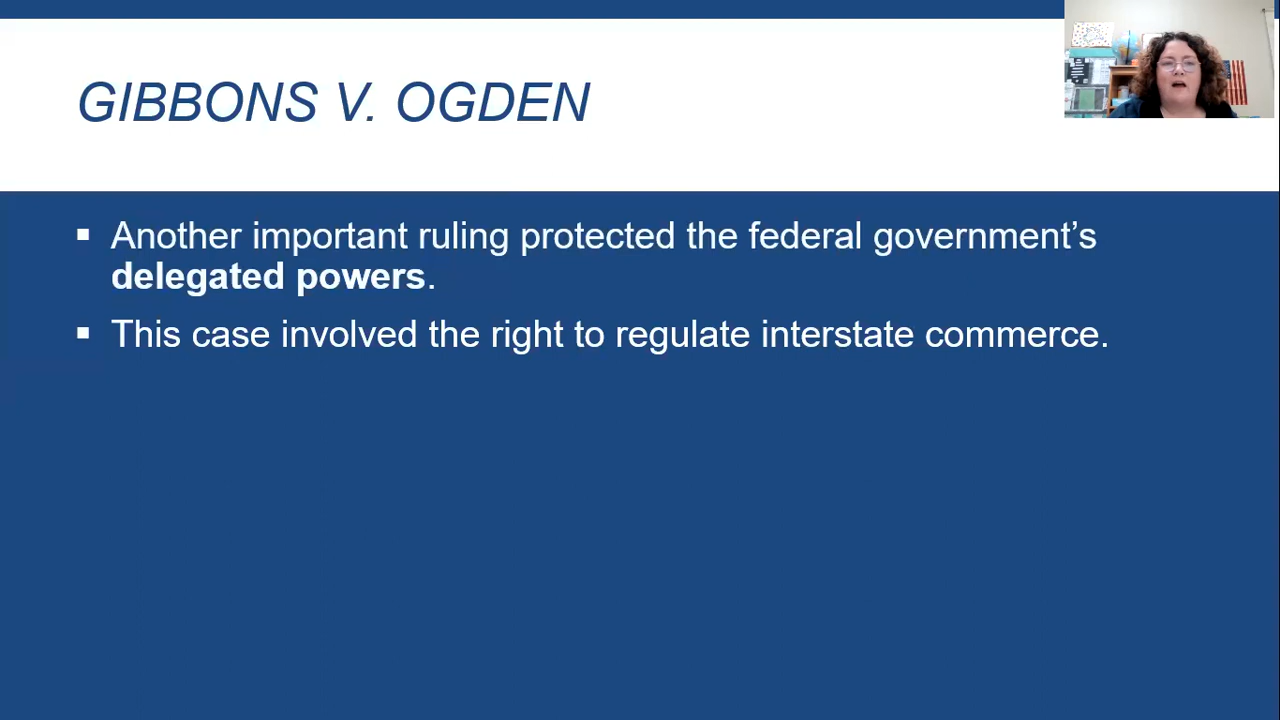 GIBBONS V. OGDEN
▪ Another important ruling protected the federal government’s
delegated powers.
▪ This case involved the right to regulate interstate commerce.